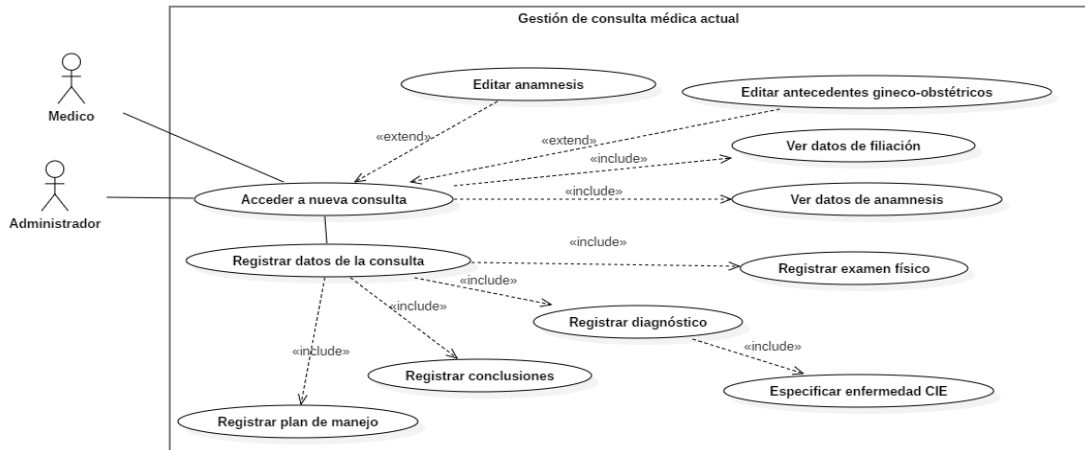 Gestión de consulta médica actual
Medico
Administrador
Editar anamnesis
Editar antecedentes gineco-obstétricos
«extend»
«extend»
«include»
Ver datos de filiación
Acceder a nueva consulta
«include»
Ver datos de anamnesis
Registrar datos de la consulta
«include»
Registrar examen físico
«include»
«include»
Registrar diagnóstico
«include»
«include»
Registrar conclusiones
Especificar enfermedad CIE
Registrar plan de manejo